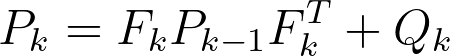 $P_k = F_k P_{k-1} F_k^T + Q_k$